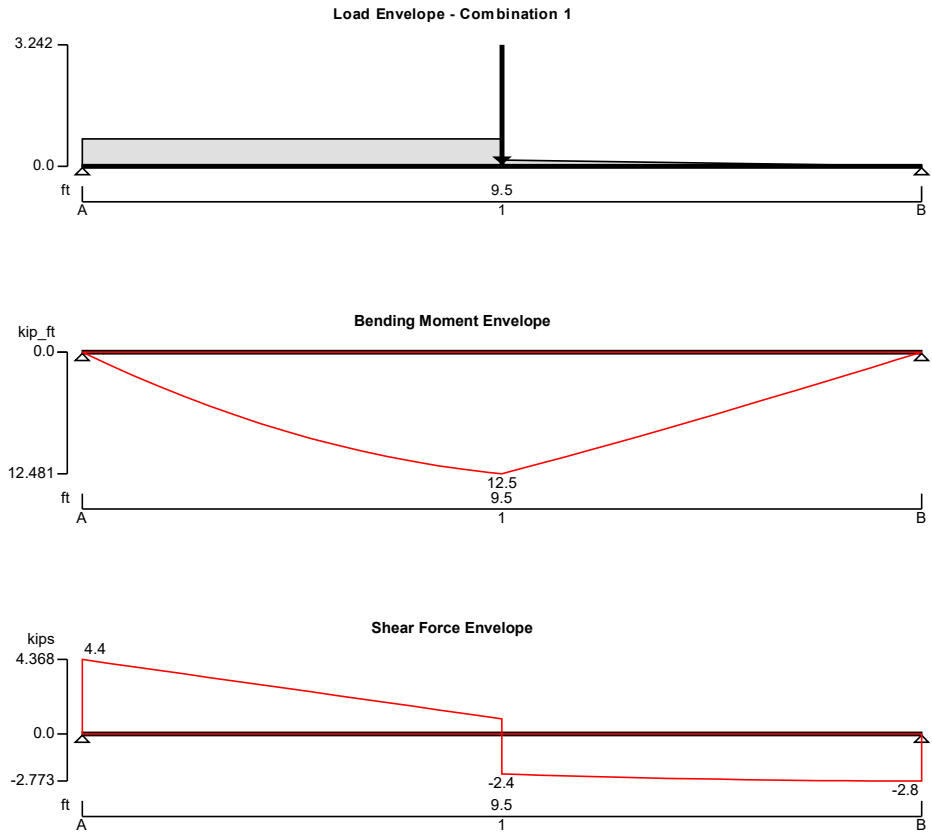 Load Envelope - Combination 1
3.242
0.0
ft
9.5
A 1 B
Bending Moment Envelope
kip_ft
0.0
12.481
12.5
ft
9.5
A 1 B
Shear Force Envelope
kips
4.4
4.368
0.0
-2.773
-2.4
-2.8
ft
9.5
A 1 B